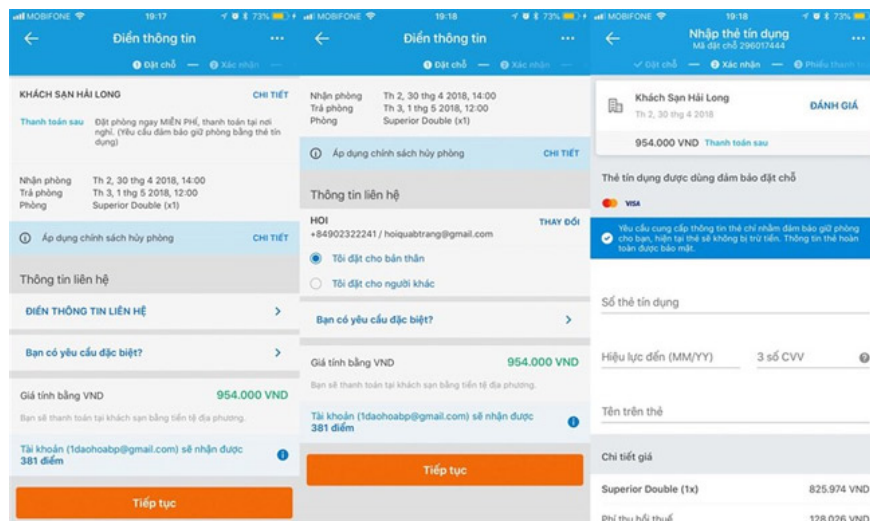 MOBIFONE 19:17 73%
Điền thông tin
1 Đặt chỗ — 2 Xác nhận —
KHÁCH SẠN HẢI LONG CHI TIẾT
Thanh toán sau Đặt phòng ngay MIỄN PHÍ, thanh toán tại nơi
nghỉ. (Yêu cầu đảm bảo giữ phòng bằng thẻ tín
dụng)
Nhận phòng Th 2, 30 thg 4 2018, 14:00
Trả phòng Th 3, 1 thg 5 2018, 12:00
Phòng Superior Double (x1)
Áp dụng chính sách hủy phòng CHI TIẾT
Thông tin liên hệ
ĐIỀN THÔNG TIN LIÊN HỆ
Bạn có yêu cầu đặc biệt?
Giá tính bằng VND 954.000 VND
Bạn sẽ thanh toán tại khách sạn bằng tiền tệ địa phương.
Tài khoản (1daohoabp@gmail.com) sẽ nhận được
381 điểm
Tiếp tục
MOBIFONE 19:18 73%
Điền thông tin
1 Đặt chỗ — 2 Xác nhận —
Nhận phòng Th 2, 30 thg 4 2018, 14:00
Trả phòng Th 3, 1 thg 5 2018, 12:00
Phòng Superior Double (x1)
Áp dụng chính sách hủy phòng CHI TIẾT
Thông tin liên hệ
HOI THAY ĐỔI
+84902322241 / hoiquabtrang@gmail.com
Tôi đặt cho bản thân
Tôi đặt cho người khác
Bạn có yêu cầu đặc biệt?
Giá tính bằng VND 954.000 VND
Bạn sẽ thanh toán tại khách sạn bằng tiền tệ địa phương.
Tài khoản (1daohoabp@gmail.com) sẽ nhận được
381 điểm
Tiếp tục
MOBIFONE 19:18 73%
Nhập thẻ tín dụng
Mã đặt chỗ 296017444
Đặt chỗ — 2 Xác nhận — 3 Phiếu thanh
Khách Sạn Hải Long ĐÁNH GIÁ
Th 2, 30 thg 4 2018
954.000 VND Thanh toán sau
Thẻ tín dụng được dùng đảm bảo đặt chỗ
VISA
Yêu cầu cung cấp thông tin thẻ chỉ nhằm đảm bảo giữ phòng
cho bạn, hiện tại thẻ sẽ không bị trừ tiền. Thông tin thẻ hoàn
toàn được bảo mật.
Số thẻ tín dụng
Hiệu lực đến (MM/YY) 3 số CVV
Tên trên thẻ
Chi tiết giá
Superior Double (1x) 825.974 VND
Phí thu hồi thuế 128.026 VND